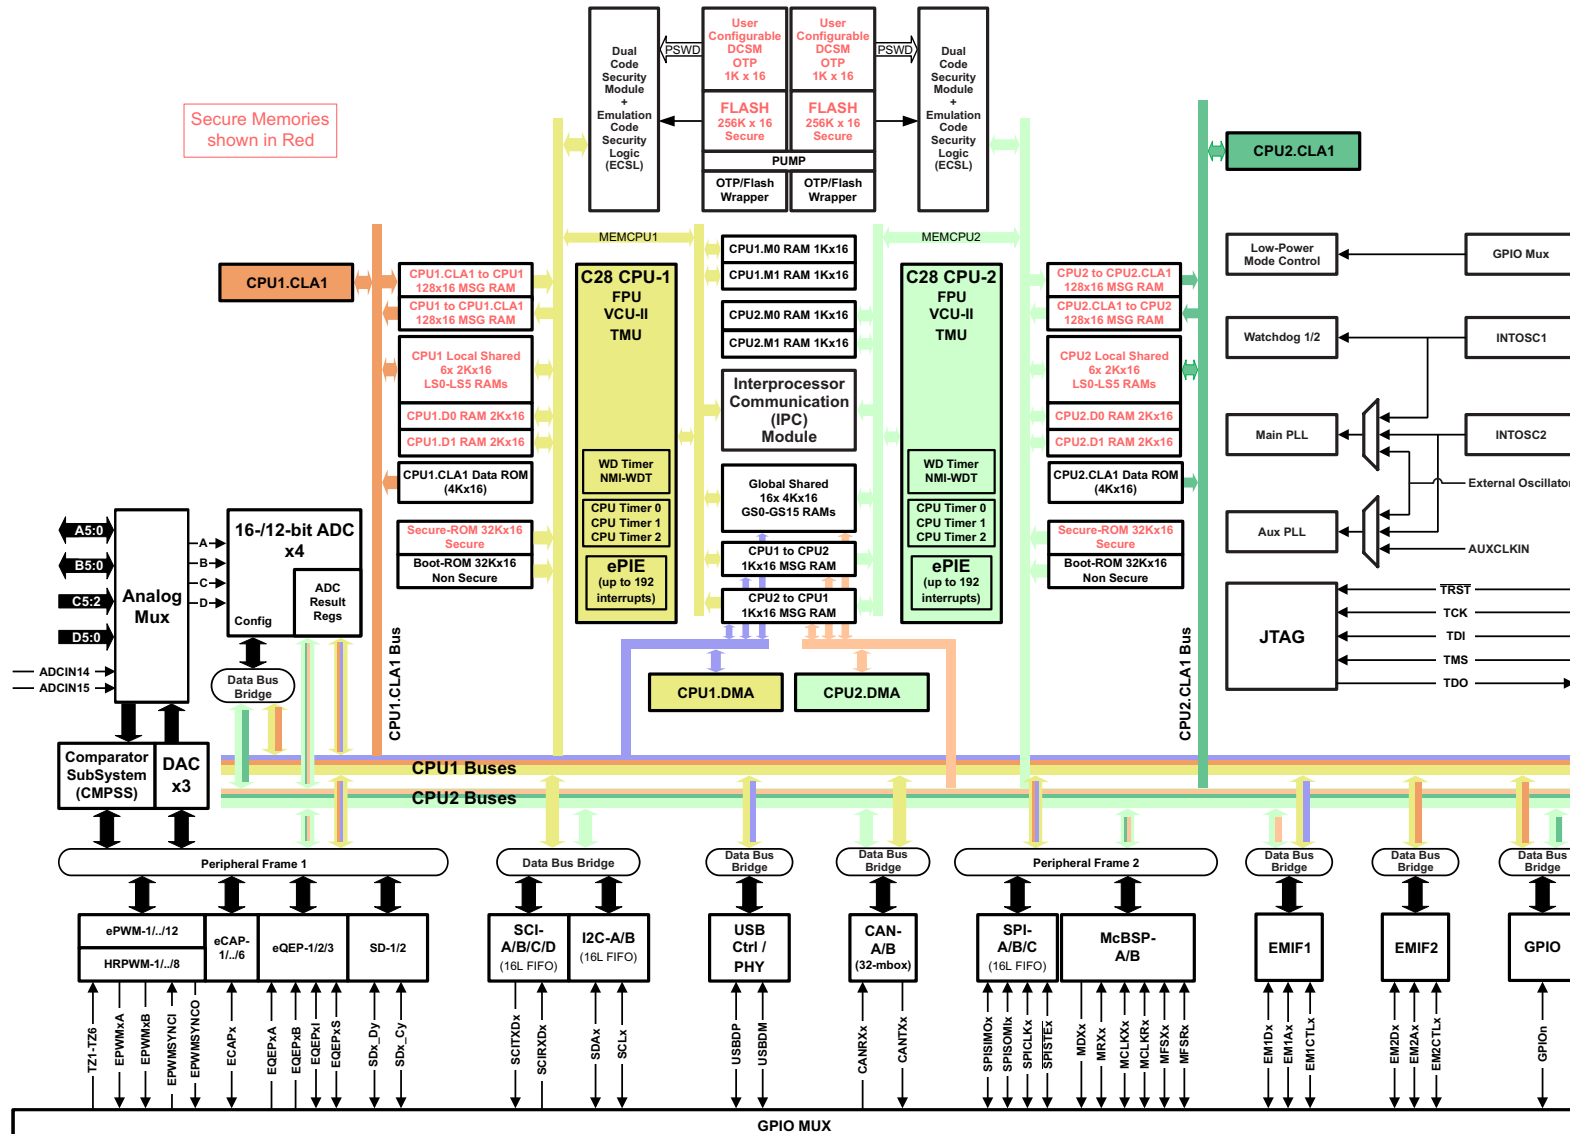 Secure Memories
shown in Red
Dual
Code
Security
Module
+
Emulation
Code
Security
Logic
(ECSL)
PSWD
User
Configurable
DCSM
OTP
1K x 16
FLASH
256K x 16
Secure
User
Configurable
DCSM
OTP
1K x 16
FLASH
256K x 16
Secure
PUMP
OTP/Flash
Wrapper
OTP/Flash
Wrapper
PSWD
Dual
Code
Security
Module
+
Emulation
Code
Security
Logic
(ECSL)
CPU2.CLA1
MEMCPU1
MEMCPU2
CPU1.CLA1
CPU1.CLA1 to CPU1
128x16 MSG RAM
CPU1 to CPU1.CLA1
128x16 MSG RAM
CPU1 Local Shared
6x 2Kx16
LS0-LS5 RAMs
CPU1.D0 RAM 2Kx16
CPU1.D1 RAM 2Kx16
CPU1.CLA1 Data ROM
(4Kx16)
Secure-ROM 32Kx16
Secure
Boot-ROM 32Kx16
Non Secure
C28 CPU-1
FPU
VCU-II
TMU
WD Timer
NMI-WDT
CPU Timer 0
CPU Timer 1
CPU Timer 2
ePIE
(up to 192
interrupts)
CPU1.M0 RAM 1Kx16
CPU1.M1 RAM 1Kx16
CPU2.M0 RAM 1Kx16
CPU2.M1 RAM 1Kx16
Interprocessor
Communication
(IPC)
Module
Global Shared
16x 4Kx16
GS0-GS15 RAMs
CPU1 to CPU2
1Kx16 MSG RAM
CPU2 to CPU1
1Kx16 MSG RAM
C28 CPU-2
FPU
VCU-II
TMU
WD Timer
NMI-WDT
CPU Timer 0
CPU Timer 1
CPU Timer 2
ePIE
(up to 192
interrupts)
CPU2 to CPU2.CLA1
128x16 MSG RAM
CPU2.CLA1 to CPU2
128x16 MSG RAM
CPU2 Local Shared
6x 2Kx16
LS0-LS5 RAMs
CPU2.D0 RAM 2Kx16
CPU2.D1 RAM 2Kx16
CPU2.CLA1 Data ROM
(4Kx16)
Secure-ROM 32Kx16
Secure
Boot-ROM 32Kx16
Non Secure
Low-Power
Mode Control
GPIO Mux
Watchdog 1/2
INTOSC1
Main PLL
INTOSC2
External Oscillator
Aux PLL
AUXCLKIN
JTAG
TRST
TCK
TDI
TMS
TDO
A5:0
B5:0
C5:2
D5:0
ADCIN14
ADCIN15
Analog
Mux
A
B
C
D
16-/12-bit ADC
x4
Config
ADC
Result
Regs
Data Bus
Bridge
Comparator
SubSystem
(CMPSS)
DAC
x3
CPU1.CLA1 Bus
CPU2.CLA1 Bus
CPU1.DMA
CPU2.DMA
CPU1 Buses
CPU2 Buses
Peripheral Frame 1
Data Bus Bridge
Data Bus
Bridge
Data Bus
Bridge
Peripheral Frame 2
Data Bus
Bridge
Data Bus
Bridge
Data Bus
Bridge
ePWM-1/../12
HRPWM-1/../8
eCAP-
1/../6
eQEP-1/2/3
SD-1/2
SCI-
A/B/C/D
(16L FIFO)
I2C-A/B
(16L FIFO)
USB
Ctrl /
PHY
CAN-
A/B
(32-mbox)
SPI-
A/B/C
(16L FIFO)
McBSP-
A/B
EMIF1
EMIF2
GPIO
TZ1-TZ6
EPWMxA
EPWMxB
EPWMSYNCI
EPWMSYNCO
ECAPx
EQEPxA
EQEPxB
EQEPxI
EQEPxS
SDx_Dy
SDx_Cy
SCITXDx
SCIRXDx
SDAx
SCLx
USBDP
USBDM
CANRXx
CANTXx
SPISIMOx
SPISOMIx
SPICLKx
SPISTEx
MDXx
MRXx
MCLKXx
MCLKRx
MFSXx
MFSRx
EM1Dx
EM1Ax
EM1CTLx
EM2Dx
EM2Ax
EM2CTLx
GPIOn
GPIO MUX